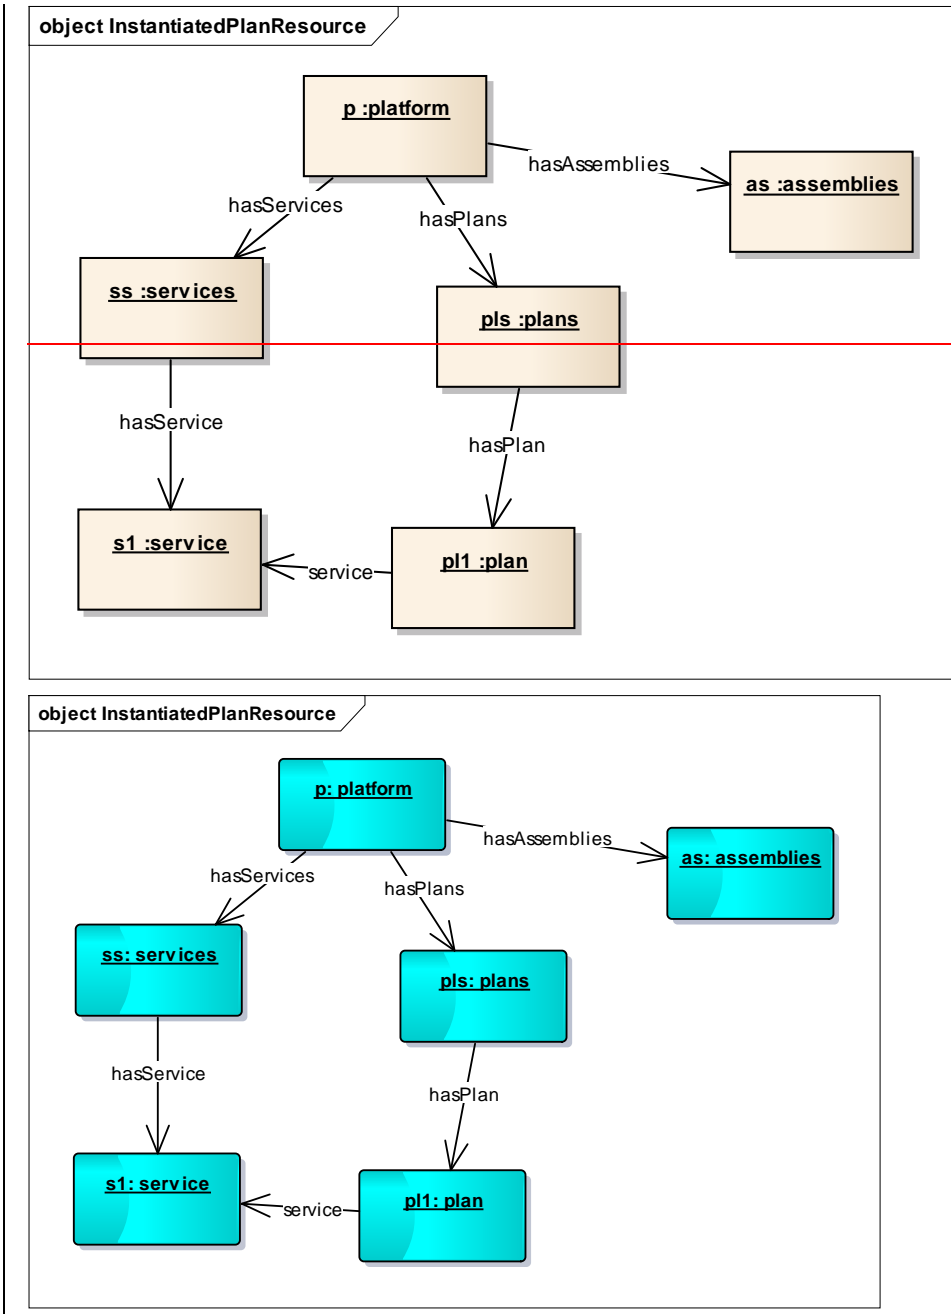 object InstantiatedPlanResource
p :platform
hasAssemblies
as :assemblies
hasServices
hasPlans
ss :services
pls :plans
hasService
hasPlan
s1 :service
service
pl1 :plan
object InstantiatedPlanResource
p: platform
hasAssemblies
as: assemblies
hasServices
hasPlans
ss: services
pls: plans
hasService
hasPlan
s1: service
service
pl1: plan